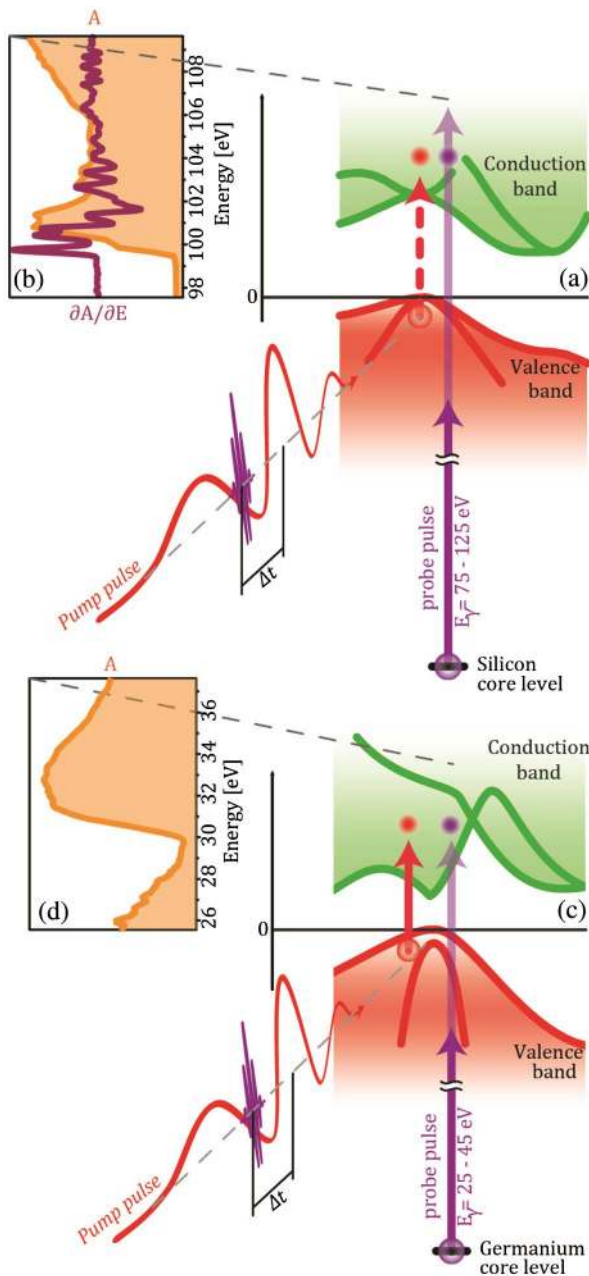 A
108
106
104
102
100
98
Energy [eV]
(b)
∂A/∂E
0
Conduction
band
(a)
Valence
band
Pump pulse
Δt
probe pulse
Eγ= 75 - 125 eV
Silicon
core level
A
36
34
32
30
28
26
Energy [eV]
(d)
0
Conduction
band
(c)
Valence
band
Pump pulse
Δt
probe pulse
Eγ= 25 - 45 eV
Germanium
core level